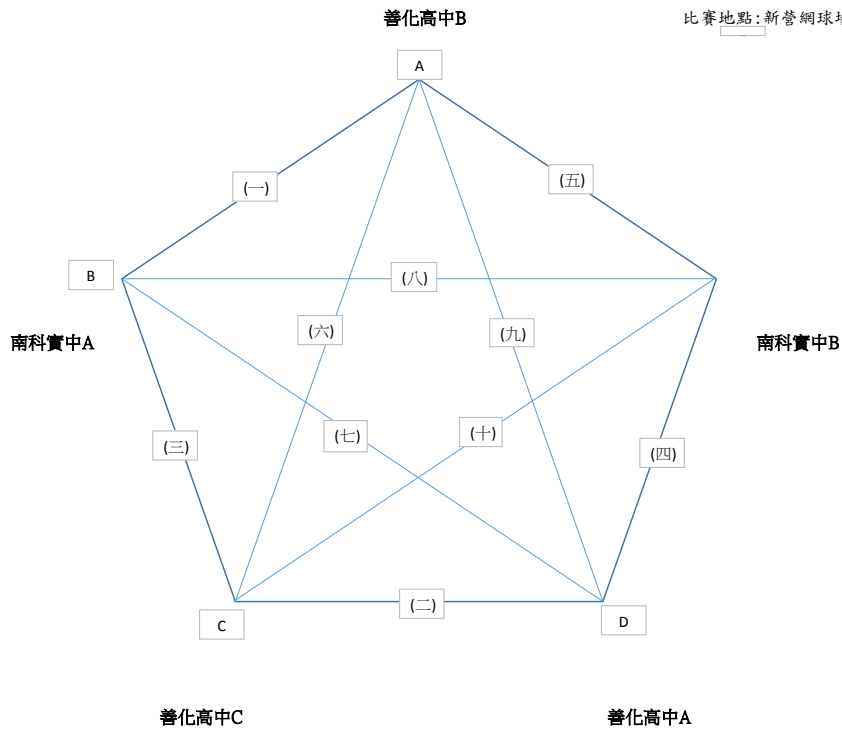 善化高中B
比賽地點:新營網球場
A
(一)
(五)
B
(八)
(六)
(九)
南科實中A
南科實中B
(七)
(十)
(三)
(四)
(二)
C
D
善化高中C
善化高中A